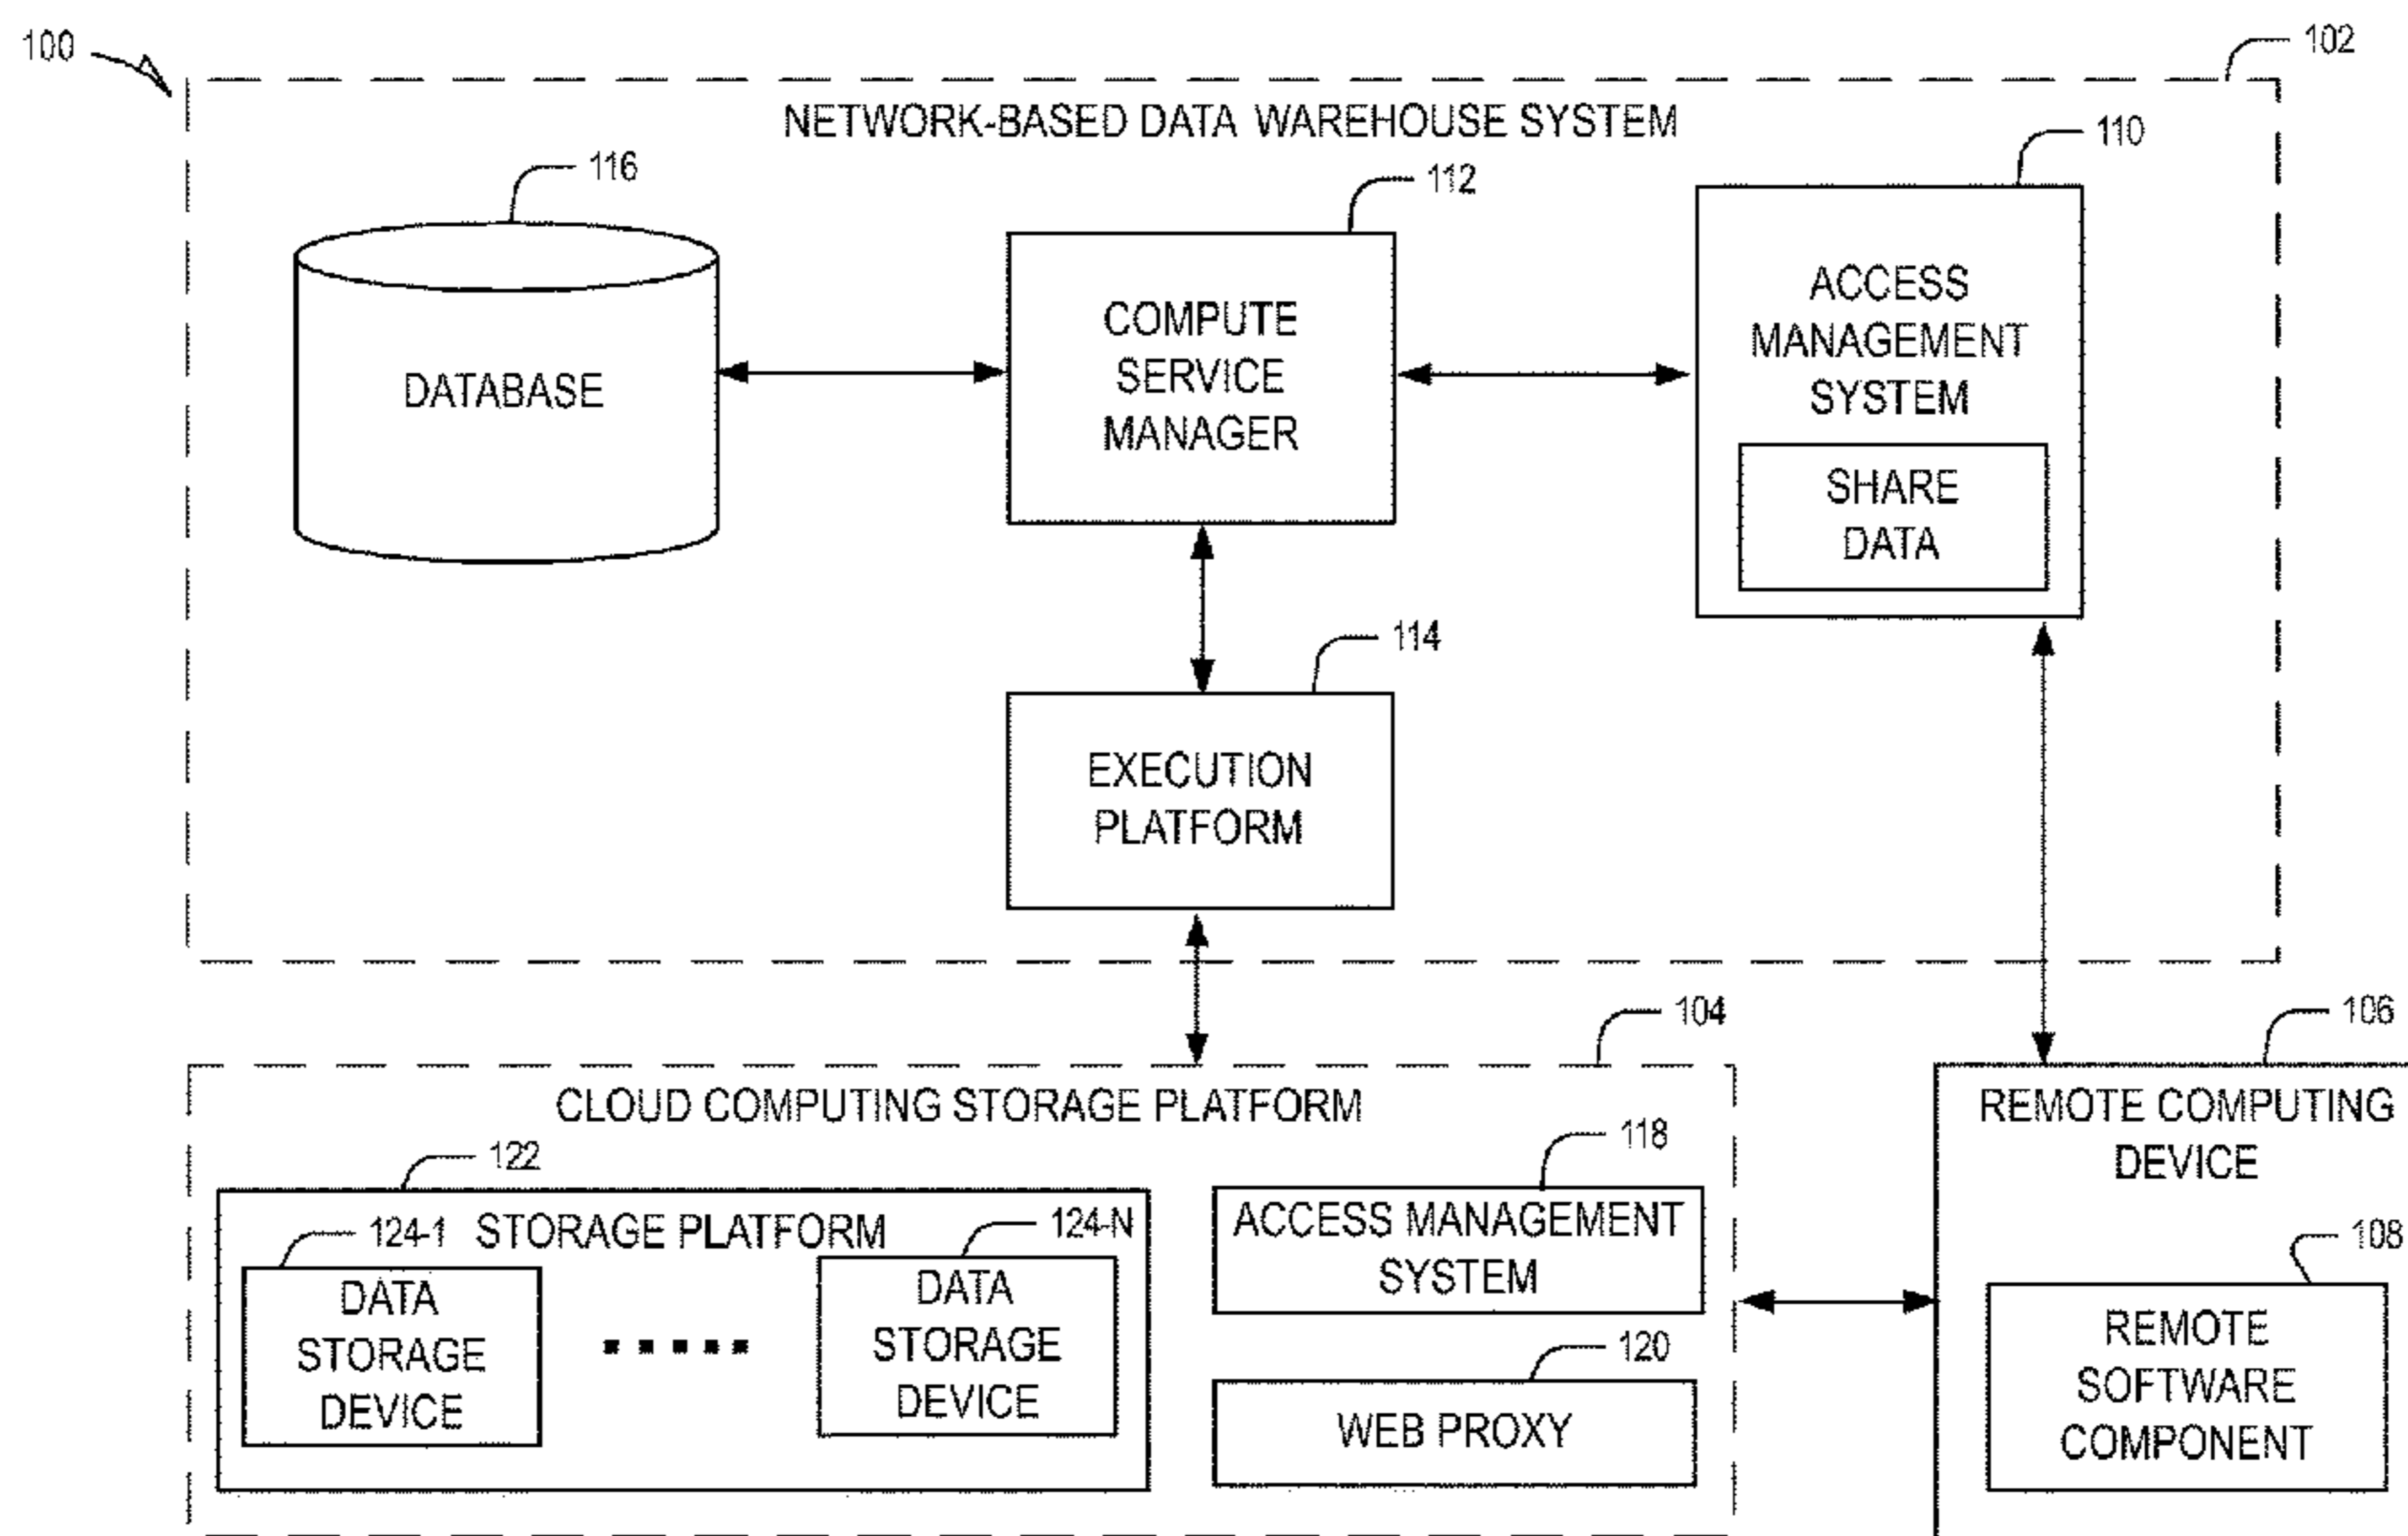 100
102
NETWORK-BASED DATA WAREHOUSE SYSTEM
116
112
110
DATABASE
COMPUTE
SERVICE
MANAGER
ACCESS
MANAGEMENT
SYSTEM
SHARE
DATA
114
EXECUTION
PLATFORM
104
106
CLOUD COMPUTING STORAGE PLATFORM
122
118
STORAGE PLATFORM
124-1
124-N
DATA
STORAGE
DEVICE
DATA
STORAGE
DEVICE
ACCESS MANAGEMENT
SYSTEM
120
WEB PROXY
REMOTE COMPUTING
DEVICE
108
REMOTE
SOFTWARE
COMPONENT